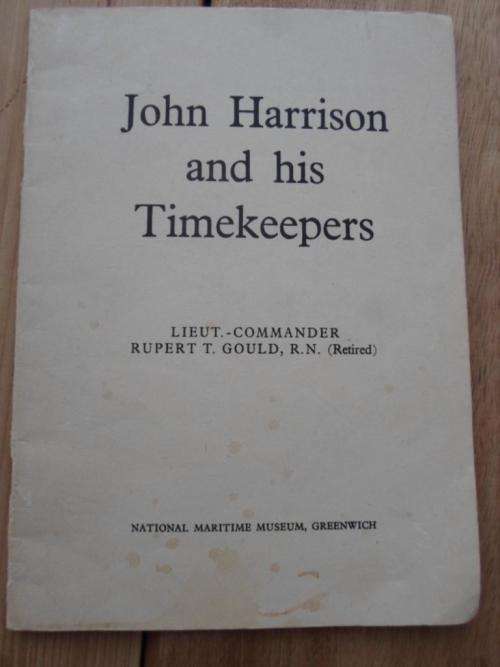 John Harrison
and his
Timekeepers
LIEUT.-COMMANDER
RUPERT T. GOULD, R.N. (Retired)
NATIONAL MARITIME MUSEUM, GREENWICH